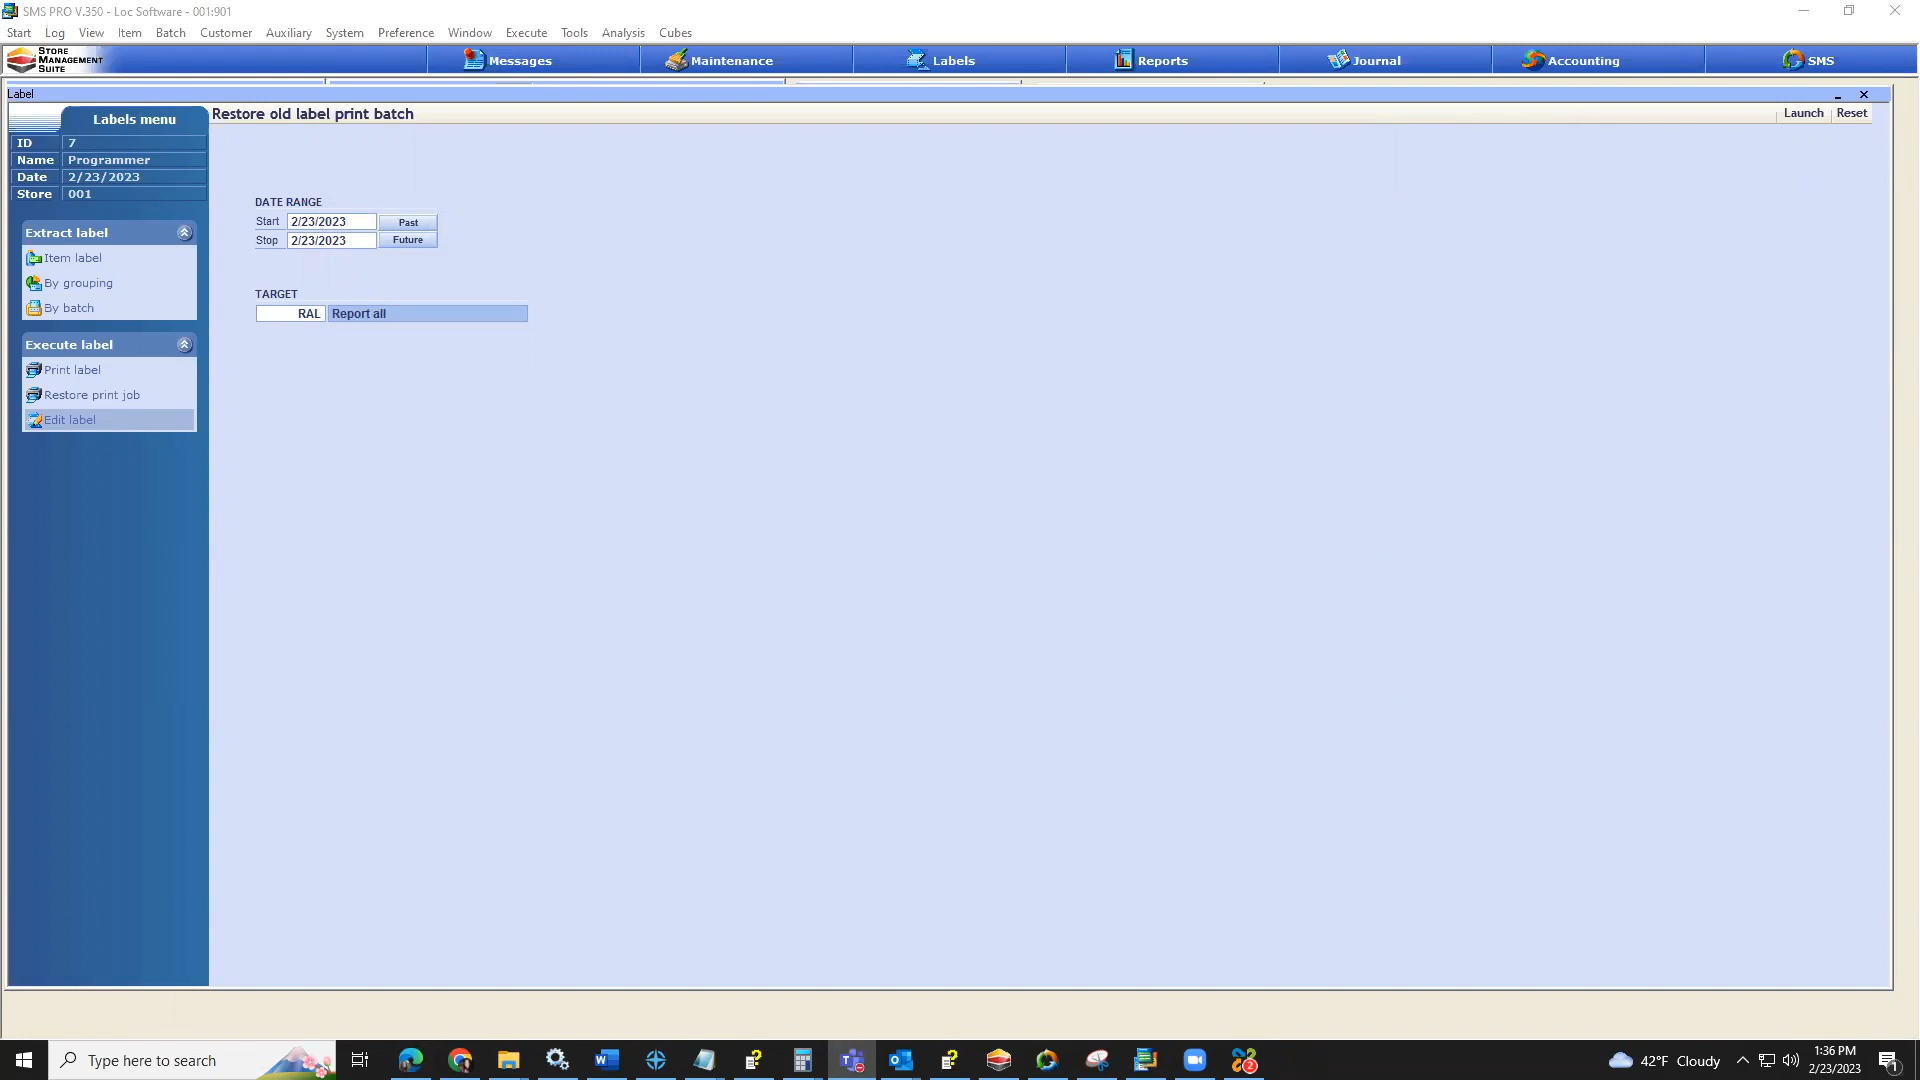 SMS PRO V.350 - Loc Software - 001:901
Start Log View Item Batch Customer Auxiliary System Preference Window Execute Tools Analysis Cubes
STORE
MANAGEMENT
SUITE
Messages Maintenance Labels Reports Journal Accounting SMS
Label
Labels menu
Restore old label print batch
Launch Reset
ID 7
Name Programmer
Date 2/23/2023
Store 001
Extract label
Item label
By grouping
By batch
Execute label
Print label
Restore print job
Edit label
DATE RANGE
Start 2/23/2023 Past
Stop 2/23/2023 Future
TARGET
RAL Report all
Type here to search
42°F Cloudy
1:36 PM
2/23/2023
2
1